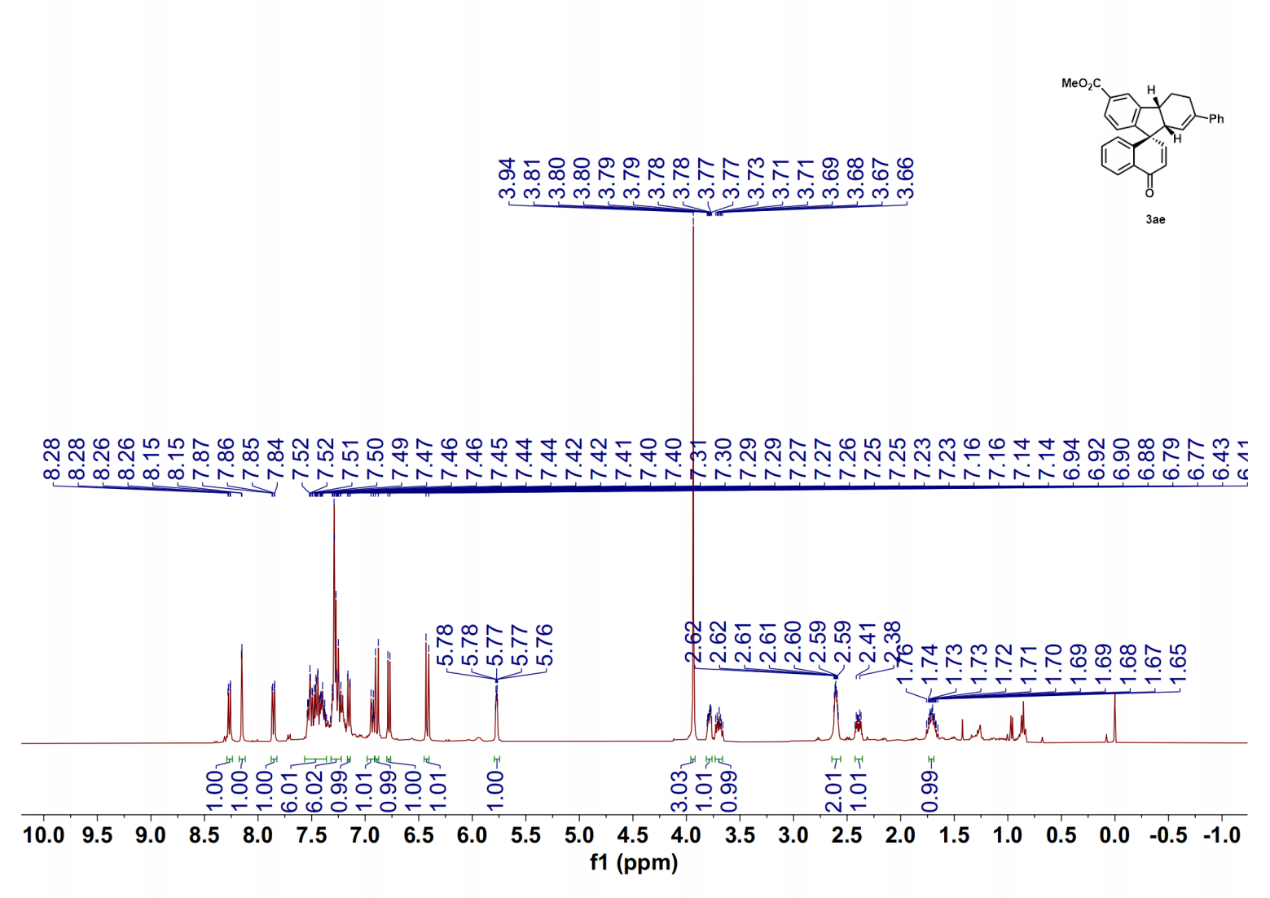 MeO2C
H
Ph
H
O
3ae
3.94 3.81 3.80 3.80 3.79 3.79 3.78 3.78 3.77 3.77 3.73 3.71 3.71 3.69 3.68 3.67 3.66
8.28 8.28 8.26 8.26 8.15 8.15 7.87 7.86 7.85 7.84 7.52 7.52 7.51 7.50 7.49 7.47 7.46 7.46 7.45 7.44 7.44 7.42 7.42 7.41 7.40 7.40 7.31 7.30 7.29 7.29 7.27 7.27 7.26 7.25 7.25 7.23 7.23 7.16 7.16 7.14 7.14 6.94 6.92 6.90 6.88 6.79 6.77 6.43 6.41
5.78 5.78 5.77 5.77 5.76
2.62 2.62 2.61 2.61 2.60 2.59 2.59 2.41 2.38
1.76 1.74 1.73 1.73 1.72 1.71 1.70 1.69 1.69 1.68 1.67 1.65
1.00 1.00 1.00 6.01 6.02 0.99 1.01 0.99 1.00 1.01 1.00 3.03 1.01 0.99 2.01 1.01 0.99
10.0 9.5 9.0 8.5 8.0 7.5 7.0 6.5 6.0 5.5 5.0 4.5 4.0 3.5 3.0 2.5 2.0 1.5 1.0 0.5 0.0 -0.5 -1.0
f1 (ppm)